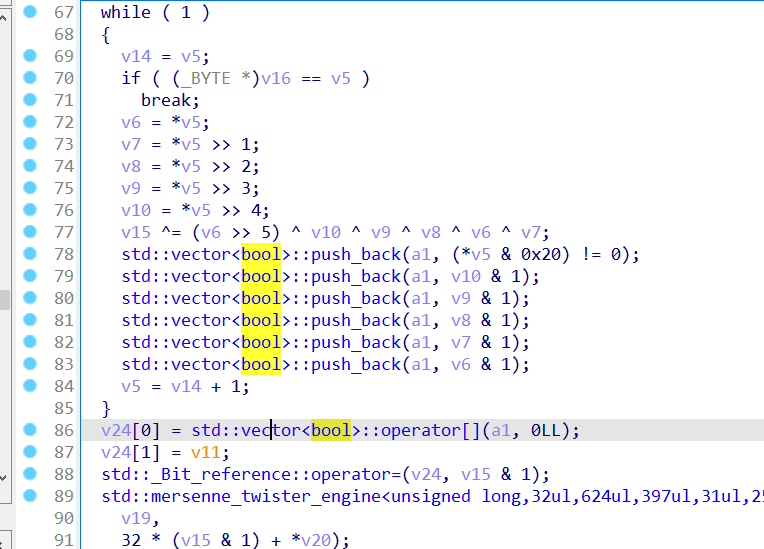 67 while ( 1 )
68 {
69 v14 = v5;
70 if ( (_BYTE *)v16 == v5 )
71 break;
72 v6 = *v5;
73 v7 = *v5 >> 1;
74 v8 = *v5 >> 2;
75 v9 = *v5 >> 3;
76 v10 = *v5 >> 4;
77 v15 ^= (v6 >> 5) ^ v10 ^ v9 ^ v8 ^ v6 ^ v7;
78 std::vector<bool>::push_back(a1, (*v5 & 0x20) != 0);
79 std::vector<bool>::push_back(a1, v10 & 1);
80 std::vector<bool>::push_back(a1, v9 & 1);
81 std::vector<bool>::push_back(a1, v8 & 1);
82 std::vector<bool>::push_back(a1, v7 & 1);
83 std::vector<bool>::push_back(a1, v6 & 1);
84 v5 = v14 + 1;
85 }
86 v24[0] = std::vector<bool>::operator[](a1, 0LL);
87 v24[1] = v11;
88 std::_Bit_reference::operator=(v24, v15 & 1);
89 std::mersenne_twister_engine<unsigned long,32ul,624ul,397ul,31ul,25
90 v19,
91 32 * (v15 & 1) + *v20);